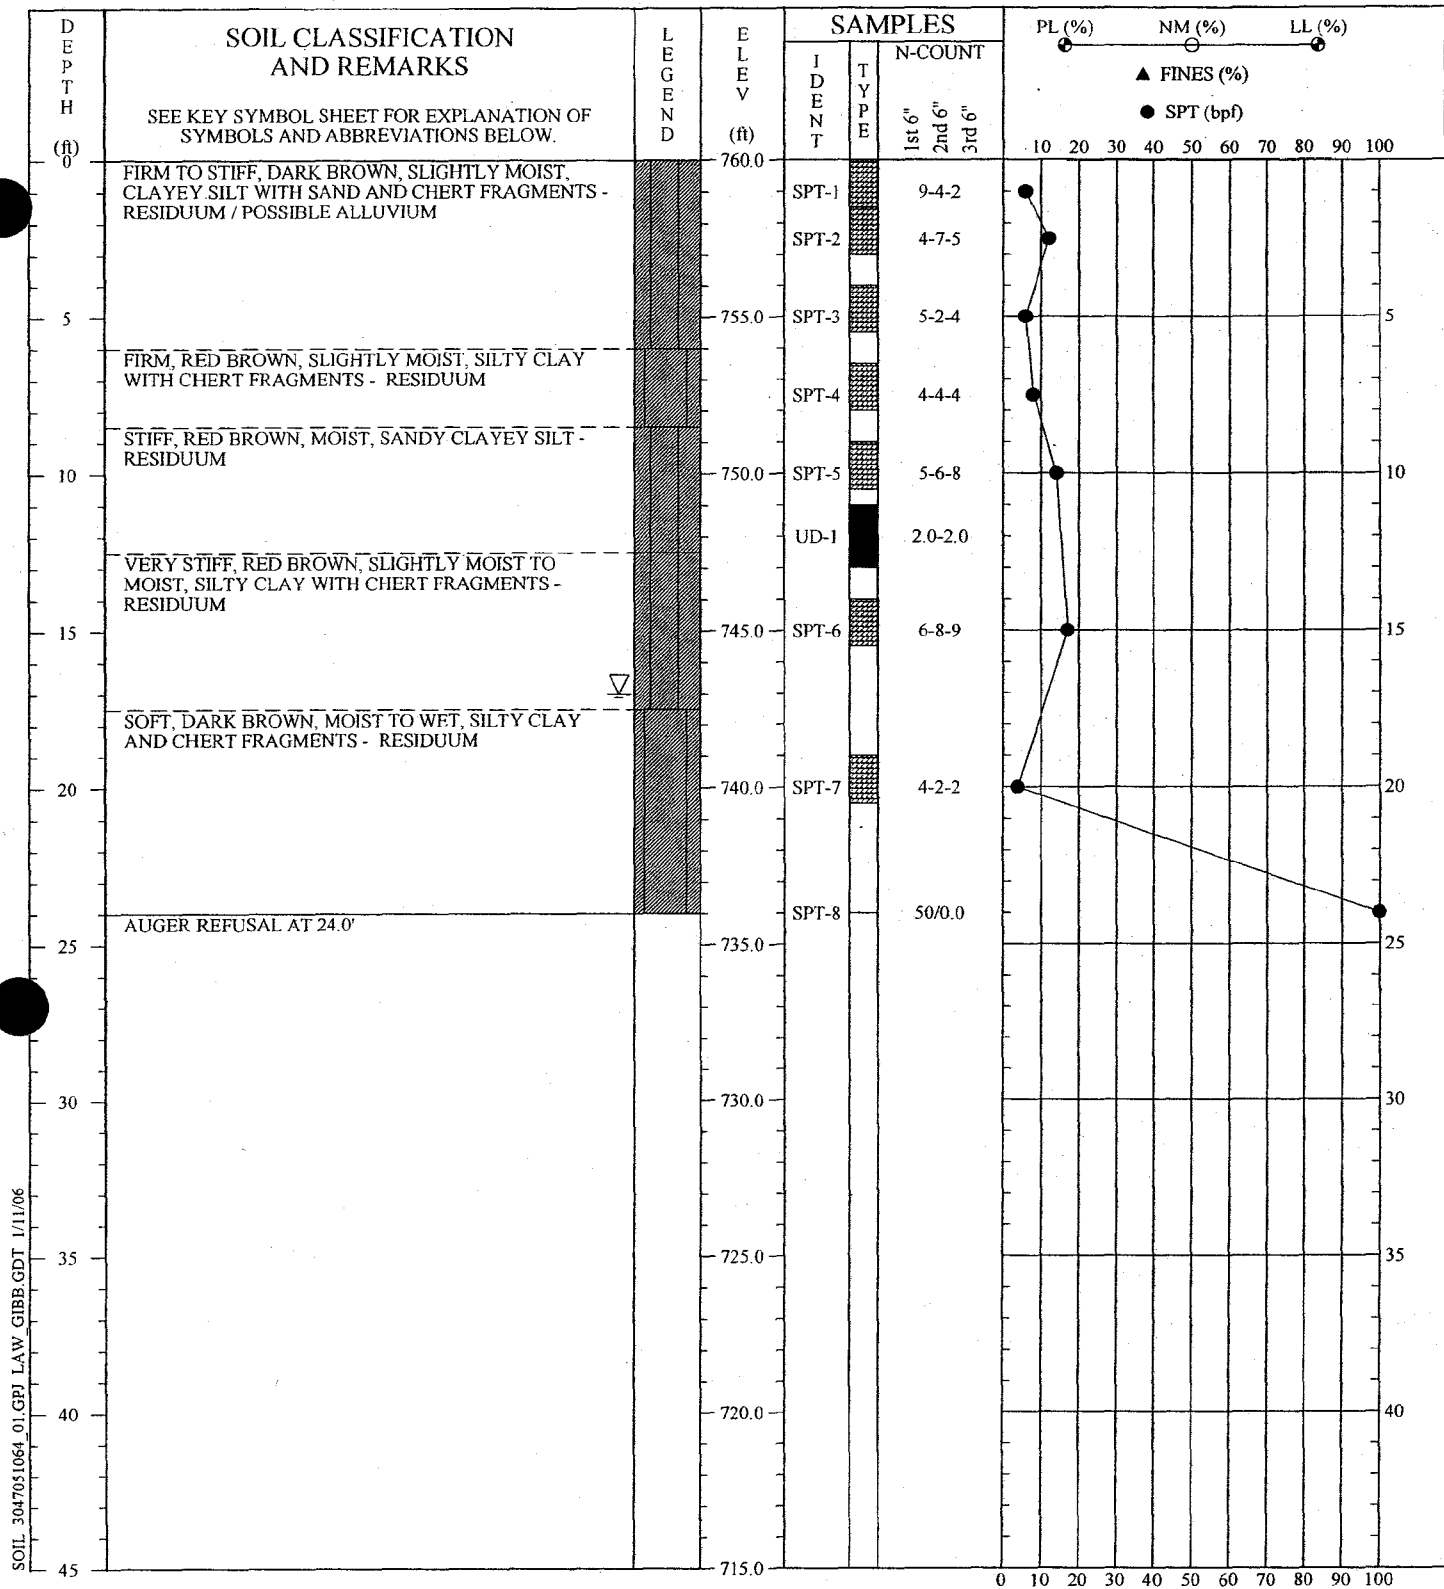 DEPTH
(ft)
SOIL CLASSIFICATION
AND REMARKS
SEE KEY SYMBOL SHEET FOR EXPLANATION OF
SYMBOLS AND ABBREVIATIONS BELOW.
LEGEND
ELEV
(ft)
SAMPLES
IDENT
TYPE
N-COUNT
1st 6"
2nd 6"
3rd 6"
PL (%) NM (%) LL (%)
▲ FINES (%)
● SPT (bpf)
10 20 30 40 50 60 70 80 90 100
0
FIRM TO STIFF, DARK BROWN, SLIGHTLY MOIST,
CLAYEY SILT WITH SAND AND CHERT FRAGMENTS -
RESIDUUM / POSSIBLE ALLUVIUM
760.0
SPT-1 9-4-2
SPT-2 4-7-5
5 755.0 SPT-3 5-2-4 5
FIRM, RED BROWN, SLIGHTLY MOIST, SILTY CLAY
WITH CHERT FRAGMENTS - RESIDUUM
SPT-4 4-4-4
STIFF, RED BROWN, MOIST, SANDY CLAYEY SILT -
RESIDUUM
10 750.0 SPT-5 5-6-8 10
UD-1 2.0-2.0
VERY STIFF, RED BROWN, SLIGHTLY MOIST TO
MOIST, SILTY CLAY WITH CHERT FRAGMENTS -
RESIDUUM
15 745.0 SPT-6 6-8-9 15
SOFT, DARK BROWN, MOIST TO WET, SILTY CLAY
AND CHERT FRAGMENTS - RESIDUUM
20 740.0 SPT-7 4-2-2 20
SPT-8 50/0.0
AUGER REFUSAL AT 24.0'
25 735.0 25
30 730.0 30
35 725.0 35
40 720.0 40
45 715.0
0 10 20 30 40 50 60 70 80 90 100
SOIL 3047051064_01.GPJ LAW_GIBB.GDT 1/11/06